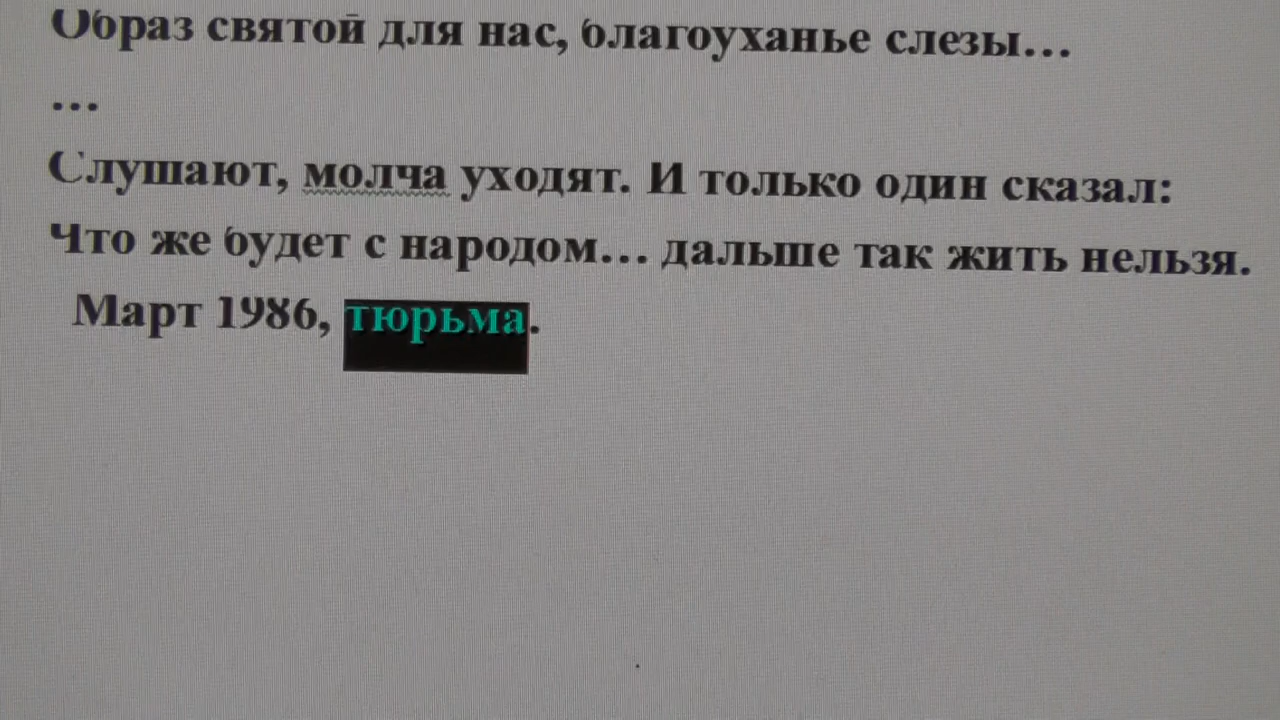 Образ святой для нас, благоуханье слезы...
...
Слушают, молча уходят. И только один сказал:
Что же будет с народом... дальше так жить нельзя.
Март 1986, тюрьма.